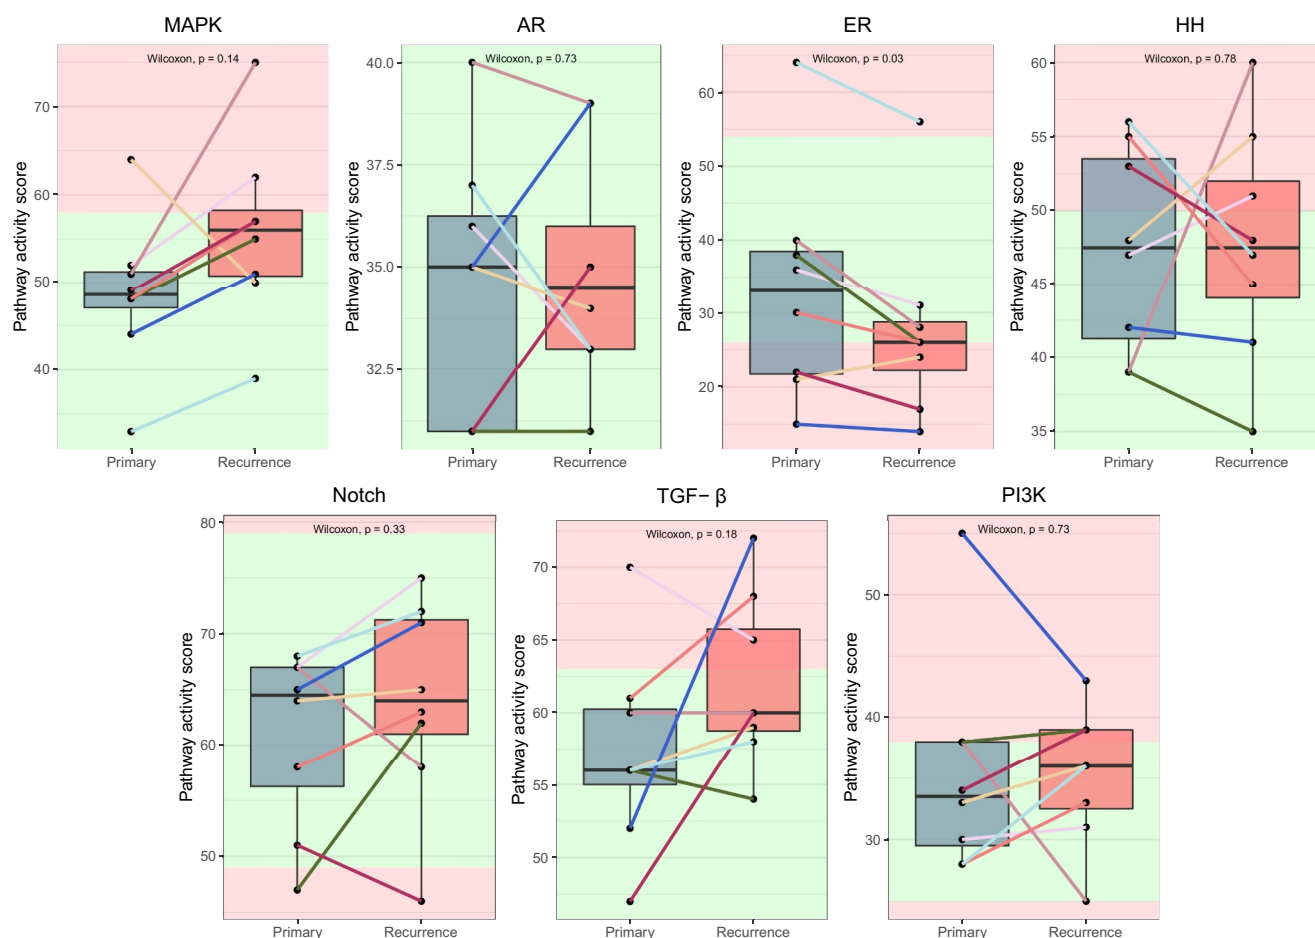 MAPK
AR
ER
HH
Wilcoxon, p = 0.14
Wilcoxon, p = 0.73
Wilcoxon, p = 0.03
Wilcoxon, p = 0.78
Pathway activity score
70
60
50
40
Primary
Recurrence
Pathway activity score
40.0
37.5
35.0
32.5
Primary
Recurrence
Pathway activity score
60
50
40
30
20
Primary
Recurrence
Pathway activity score
60
55
50
45
40
35
Primary
Recurrence
Notch
TGF− β
PI3K
Wilcoxon, p = 0.33
Wilcoxon, p = 0.18
Wilcoxon, p = 0.73
Pathway activity score
80
70
60
50
Primary
Recurrence
Pathway activity score
70
65
60
55
50
Primary
Recurrence
Pathway activity score
50
40
30
Primary
Recurrence